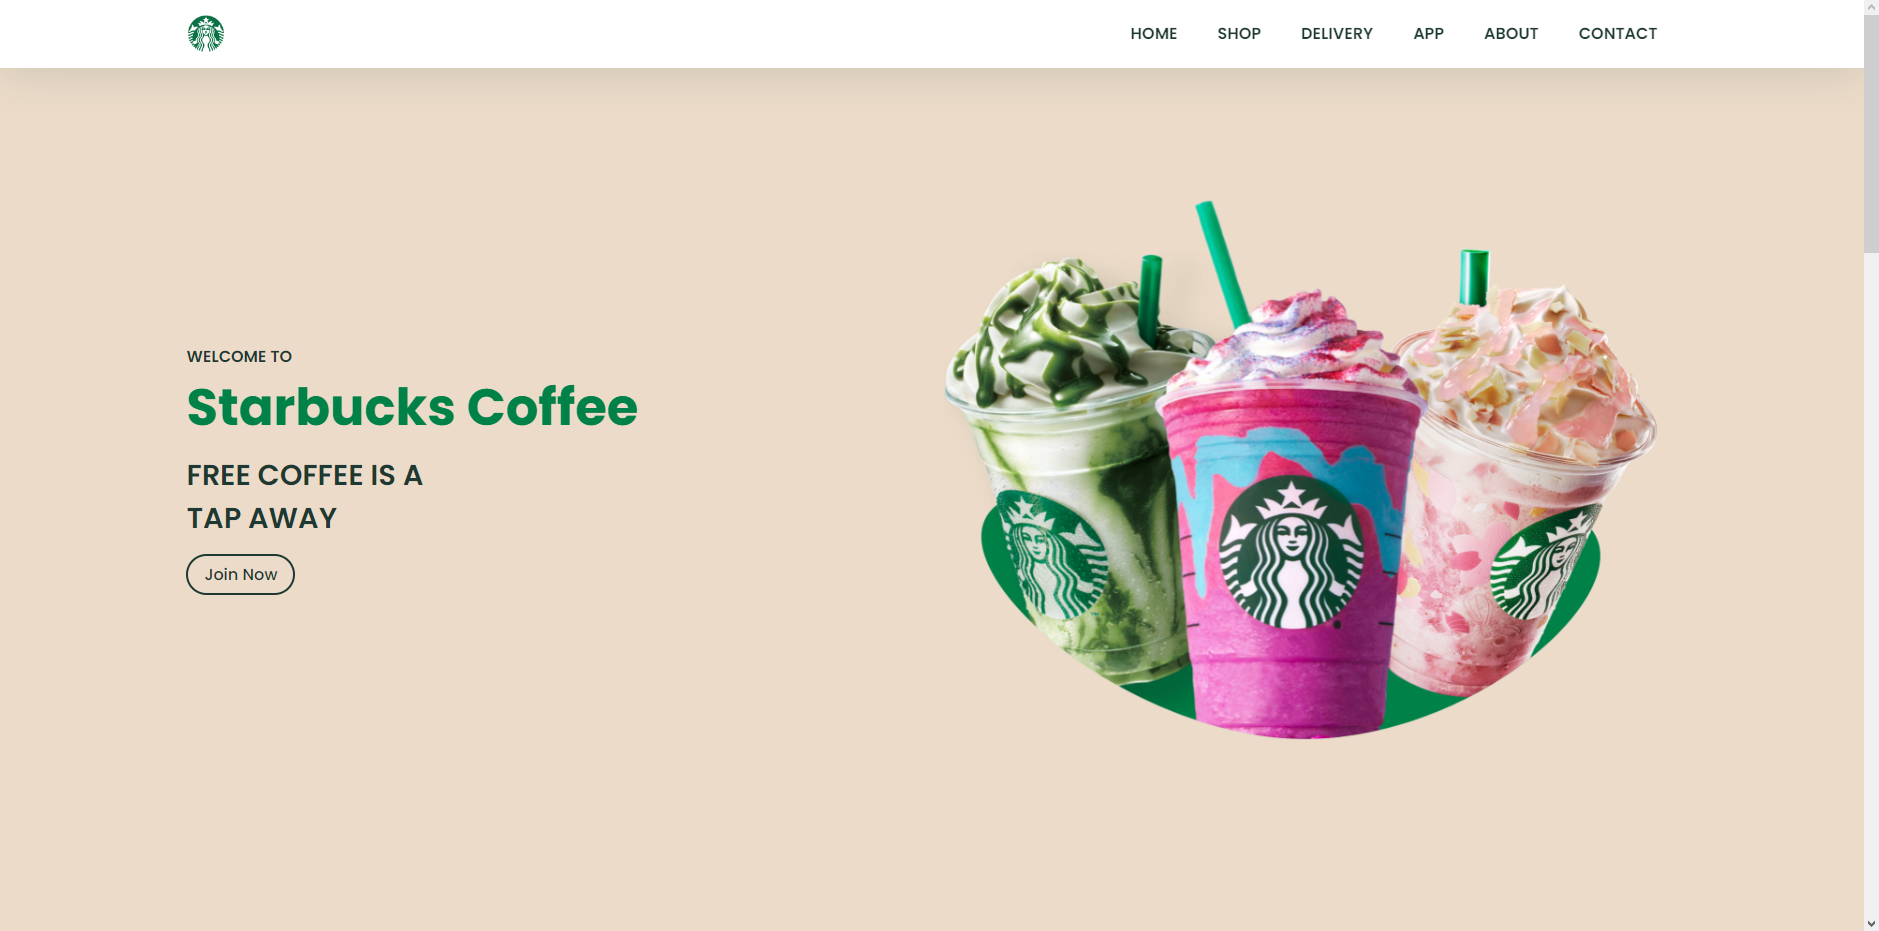 HOME SHOP DELIVERY APP ABOUT CONTACT
WELCOME TO
Starbucks Coffee
FREE COFFEE IS A
TAP AWAY
Join Now